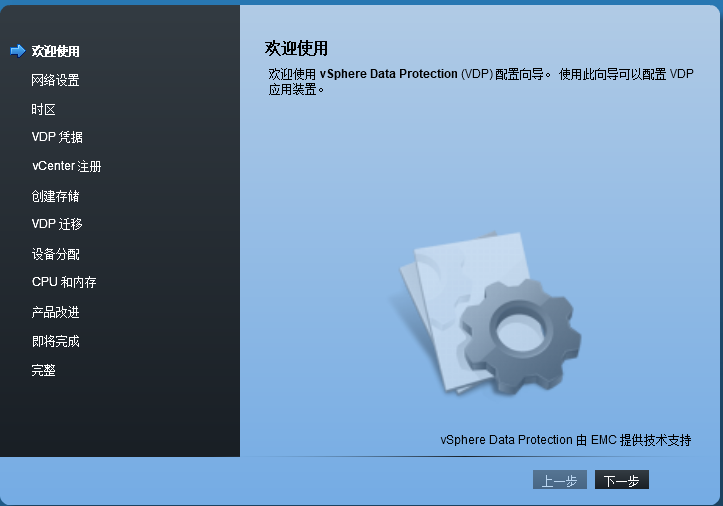 欢迎使用
网络设置
时区
VDP 凭据
vCenter 注册
创建存储
VDP 迁移
设备分配
CPU 和内存
产品改进
即将完成
完整
欢迎使用
欢迎使用 vSphere Data Protection (VDP) 配置向导。 使用此向导可以配置 VDP
应用装置。
vSphere Data Protection 由 EMC 提供技术支持
上一步
下一步